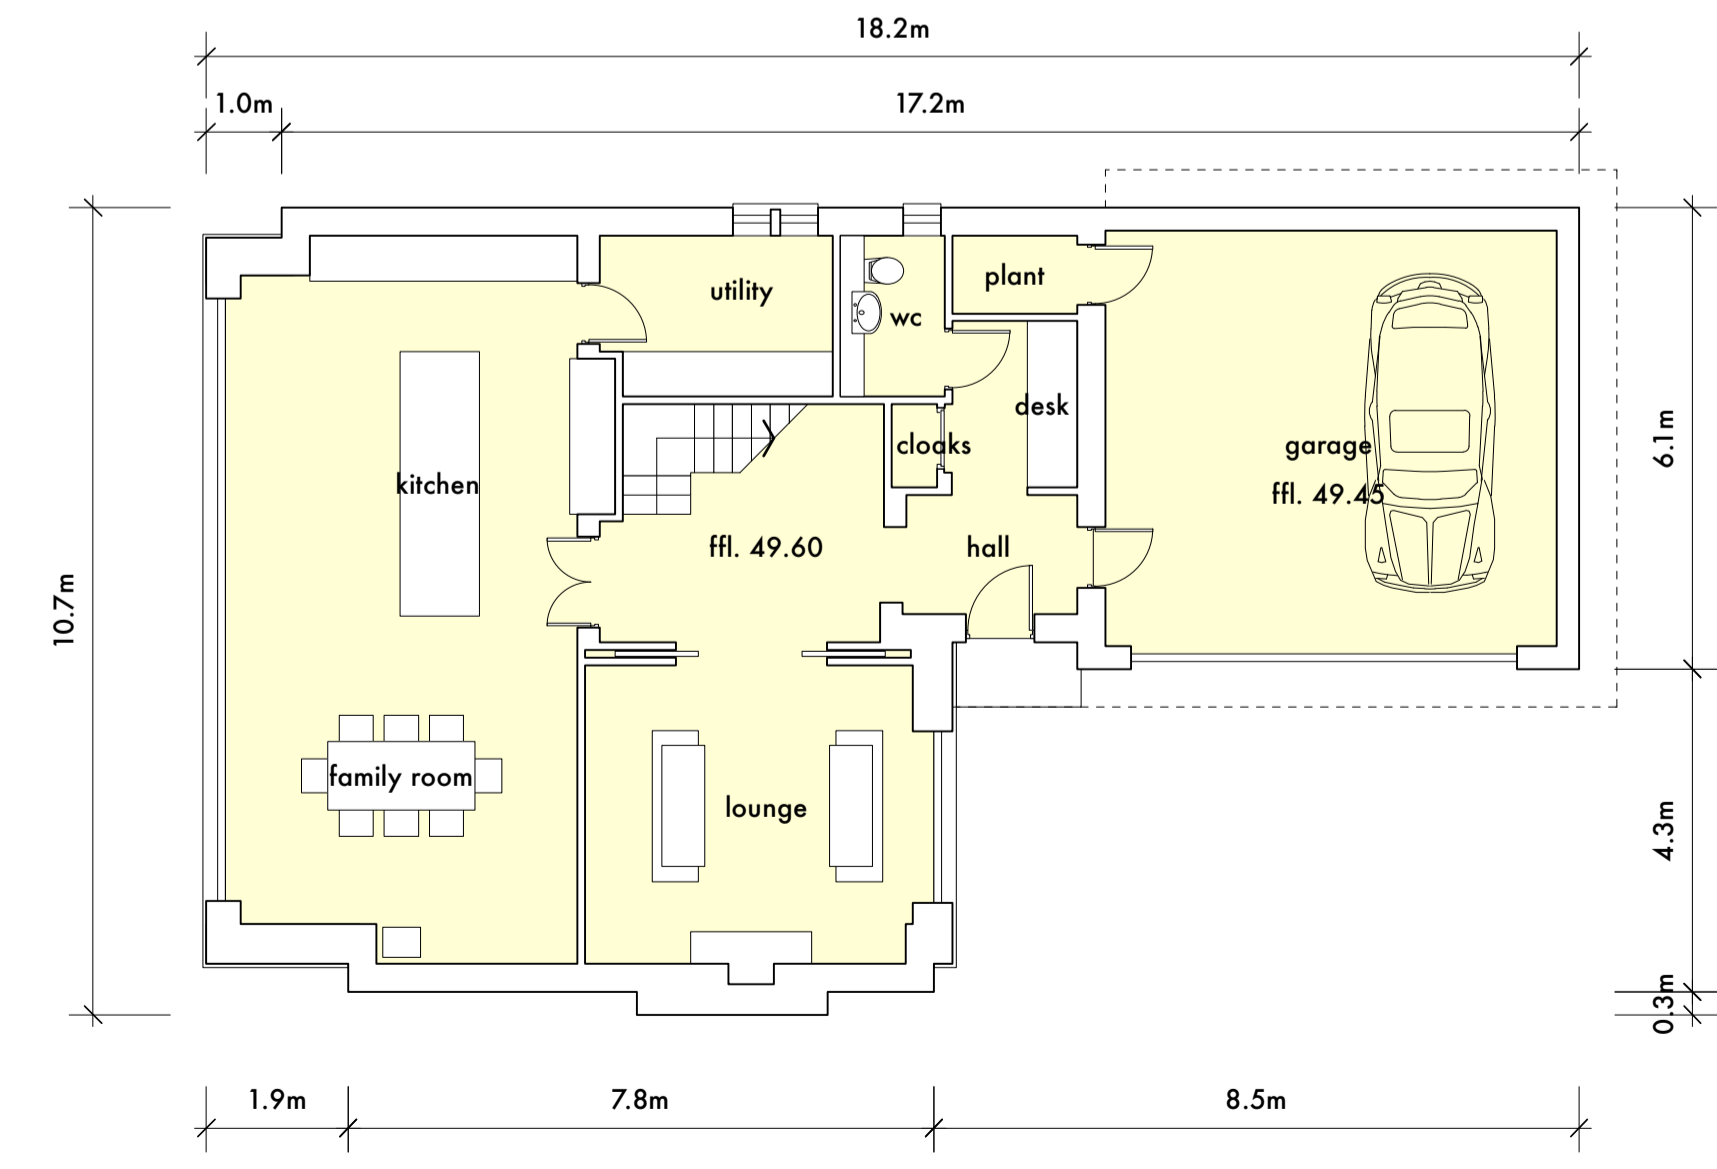 18.2m
1.0m
17.2m
plant
utility
wc
desk
cloaks
garage
6.1m
kitchen
ffl. 49.45
ffl. 49.60
hall
10.7m
family room
lounge
4.3m
0.3m
1.9m
7.8m
8.5m